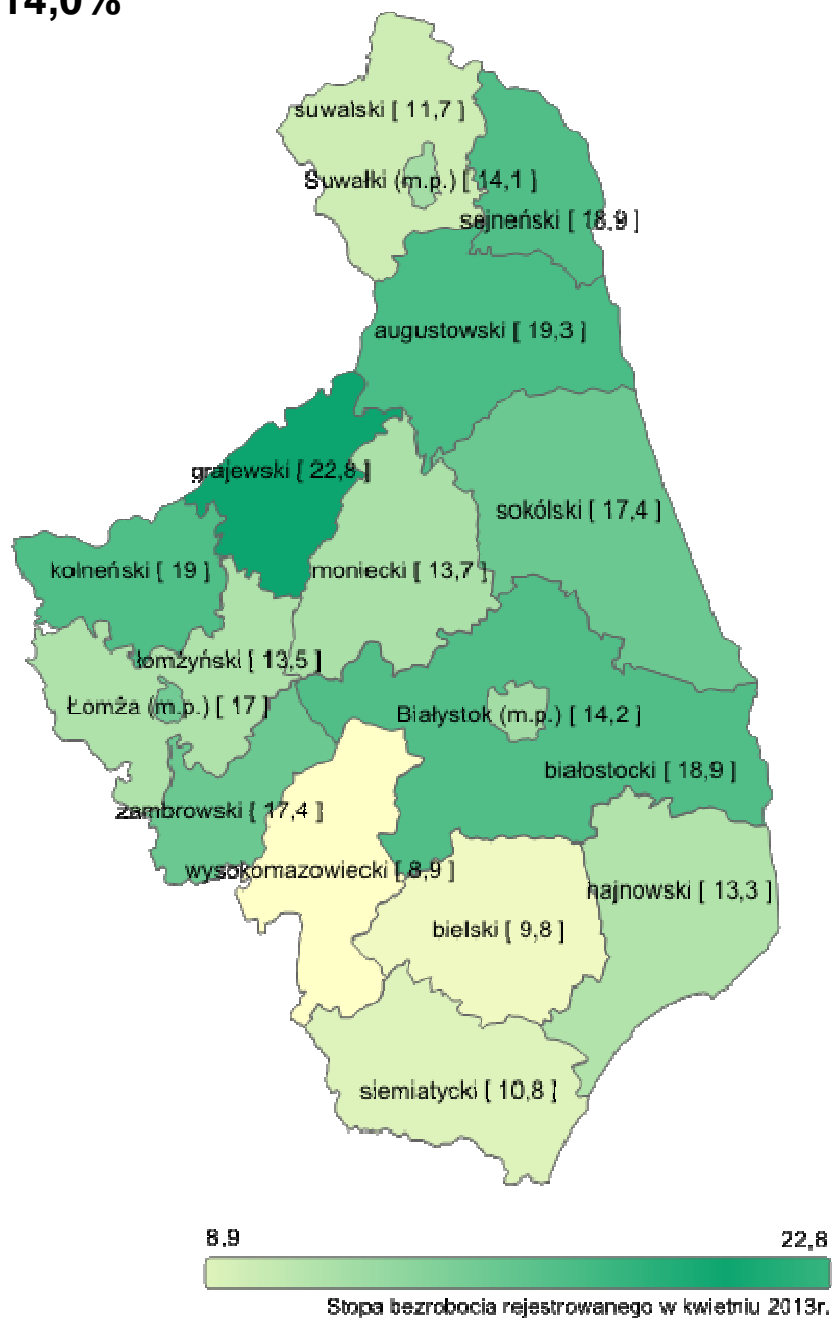 14,0%
suwalski [ 11,7 ]
Suwałki (m.p.) [ 14,1 ]
sejneński [ 18,9 ]
augustowski [ 19,3 ]
grajewski [ 22,8 ]
sokólski [ 17,4 ]
kolneński [ 19 ]
moniecki [ 13,7 ]
łomżyński [ 13,5 ]
Łomża (m.p.) [ 17 ]
Białystok (m.p.) [ 14,2 ]
białostocki [ 18,9 ]
zambrowski [ 17,4 ]
wysokomazowiecki [ 8,9 ]
hajnowski [ 13,3 ]
bielski [ 9,8 ]
siemiatycki [ 10,8 ]
8,9
22,8
Stopa bezrobocia rejestrowanego w kwietniu 2013r.